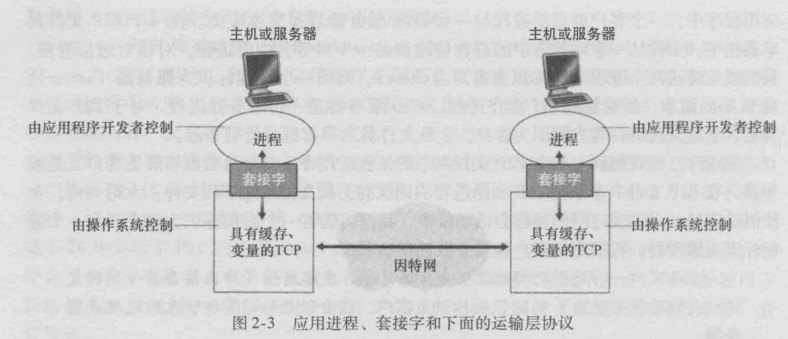 主机或服务器
主机或服务器
由应用程序开发者控制
进程
进程
由应用程序开发者控制
套接字
套接字
由操作系统控制
具有缓存、
变量的TCP
因特网
具有缓存、
变量的TCP
由操作系统控制
图 2-3 应用进程、套接字和下面的运输层协议